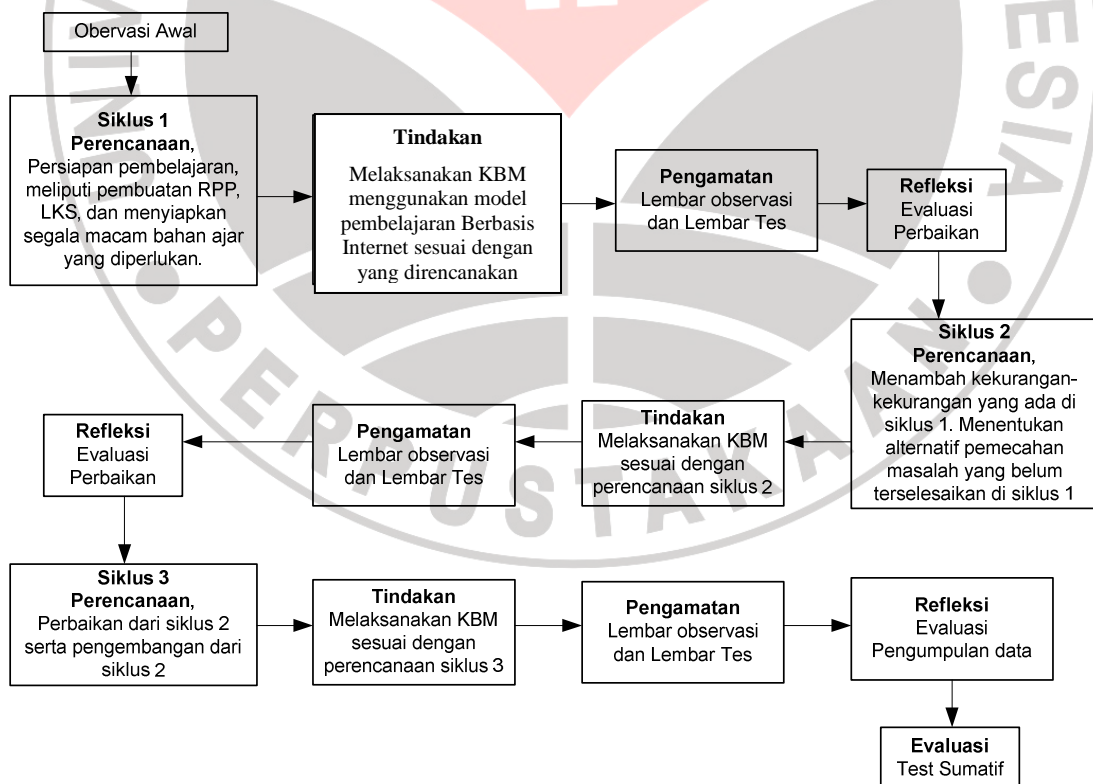 Obervasi Awal
Siklus 1
Perencanaan,
Persiapan pembelajaran,
meliputi pembuatan RPP,
LKS, dan menyiapkan
segala macam bahan ajar
yang diperlukan.
Tindakan
Melaksanakan KBM
menggunakan model
pembelajaran Berbasis
Internet sesuai dengan
yang direncanakan
Pengamatan
Lembar observasi
dan Lembar Tes
Refleksi
Evaluasi
Perbaikan
Siklus 2
Perencanaan,
Menambah kekurangan-
kekurangan yang ada di
siklus 1. Menentukan
alternatif pemecahan
masalah yang belum
terselesaikan di siklus 1
Tindakan
Melaksanakan KBM
sesuai dengan
perencanaan siklus 2
Pengamatan
Lembar observasi
dan Lembar Tes
Refleksi
Evaluasi
Perbaikan
Siklus 3
Perencanaan,
Perbaikan dari siklus 2
serta pengembangan dari
siklus 2
Tindakan
Melaksanakan KBM
sesuai dengan
perencanaan siklus 3
Pengamatan
Lembar observasi
dan Lembar Tes
Refleksi
Evaluasi
Pengumpulan data
Evaluasi
Test Sumatif
PERPUSTAKAAN